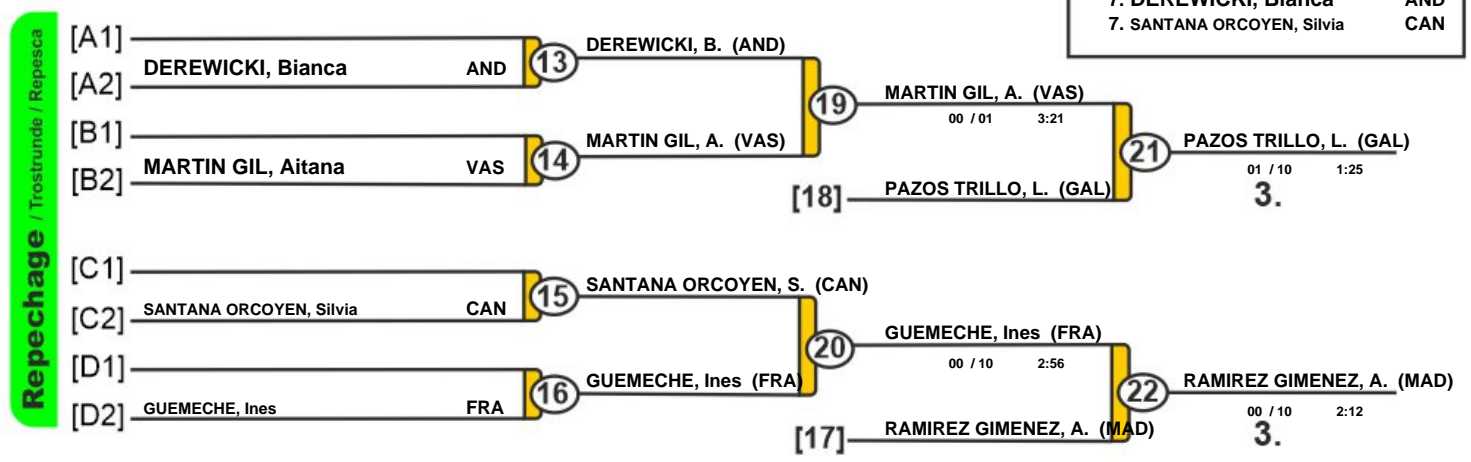 7. DEREWICKI, Bianca AND
7. SANTANA ORCOYEN, Silvia CAN
Repechage / Trostrunde / Repesca
[A1]
DEREWICKI, B. (AND)
DEREWICKI, Bianca AND
13
[A2]
MARTIN GIL, A. (VAS)
19
00 / 01 3:21
[B1]
MARTIN GIL, A. (VAS)
PAZOS TRILLO, L. (GAL)
21
MARTIN GIL, Aitana VAS
14
01 / 10 1:25
[B2]
PAZOS TRILLO, L. (GAL)
[18]
3.
[C1]
SANTANA ORCOYEN, S. (CAN)
15
SANTANA ORCOYEN, Silvia CAN
[C2]
GUEMECHE, Ines (FRA)
20
00 / 10 2:56
[D1]
GUEMECHE, Ines (FRA)
RAMIREZ GIMENEZ, A. (MAD)
16
22
GUEMECHE, Ines FRA
00 / 10 2:12
[D2]
RAMIREZ GIMENEZ, A. (MAD)
[17]
3.